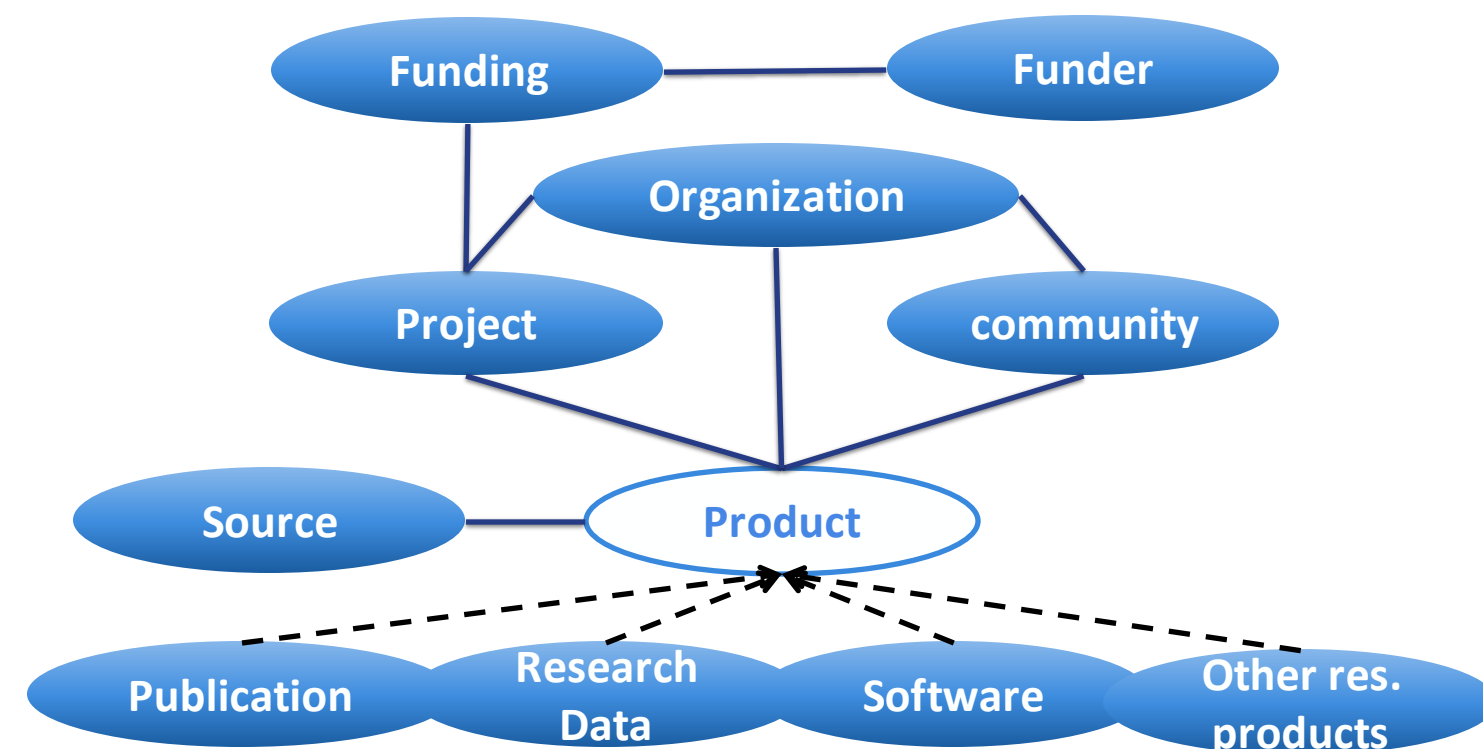 Funding
Funder
Organization
Project
community
Source
Product
Publication
Research
Data
Software
Other res.
products